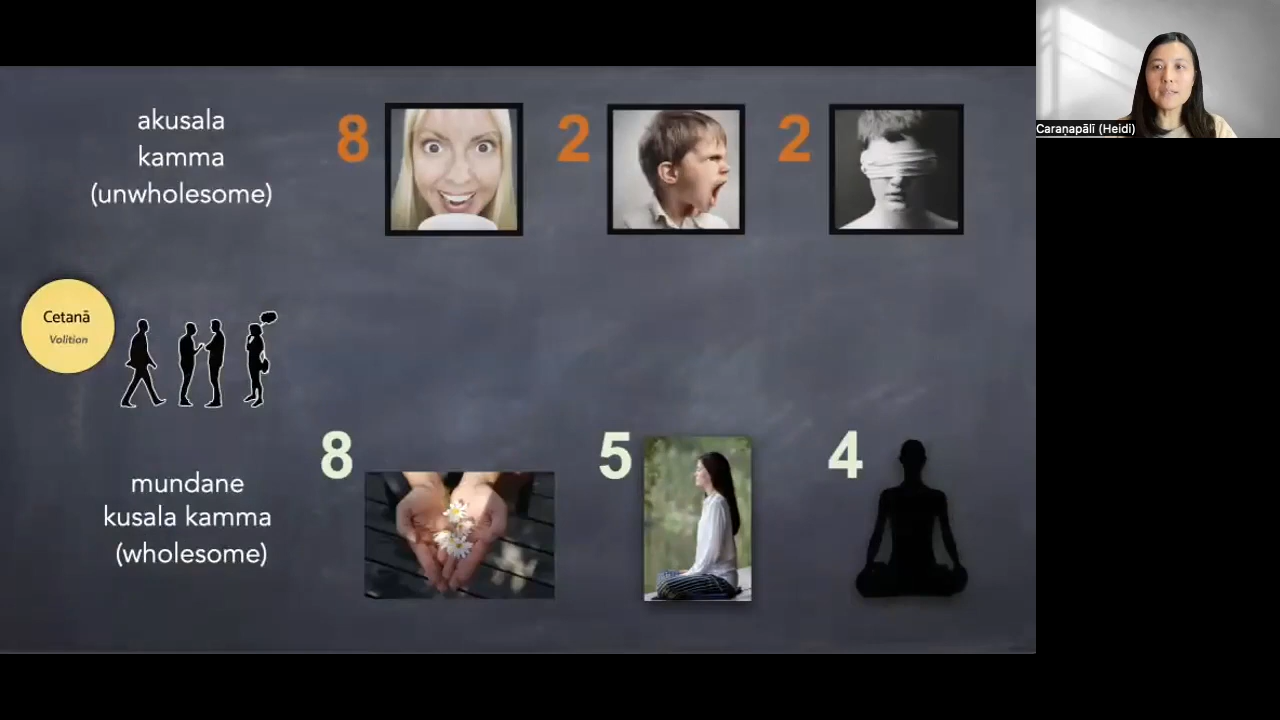 akusala
kamma
(unwholesome)
8
2
2
Caraṇapālī (Heidi)
Cetanā
Volition
8
5
4
mundane
kusala kamma
(wholesome)